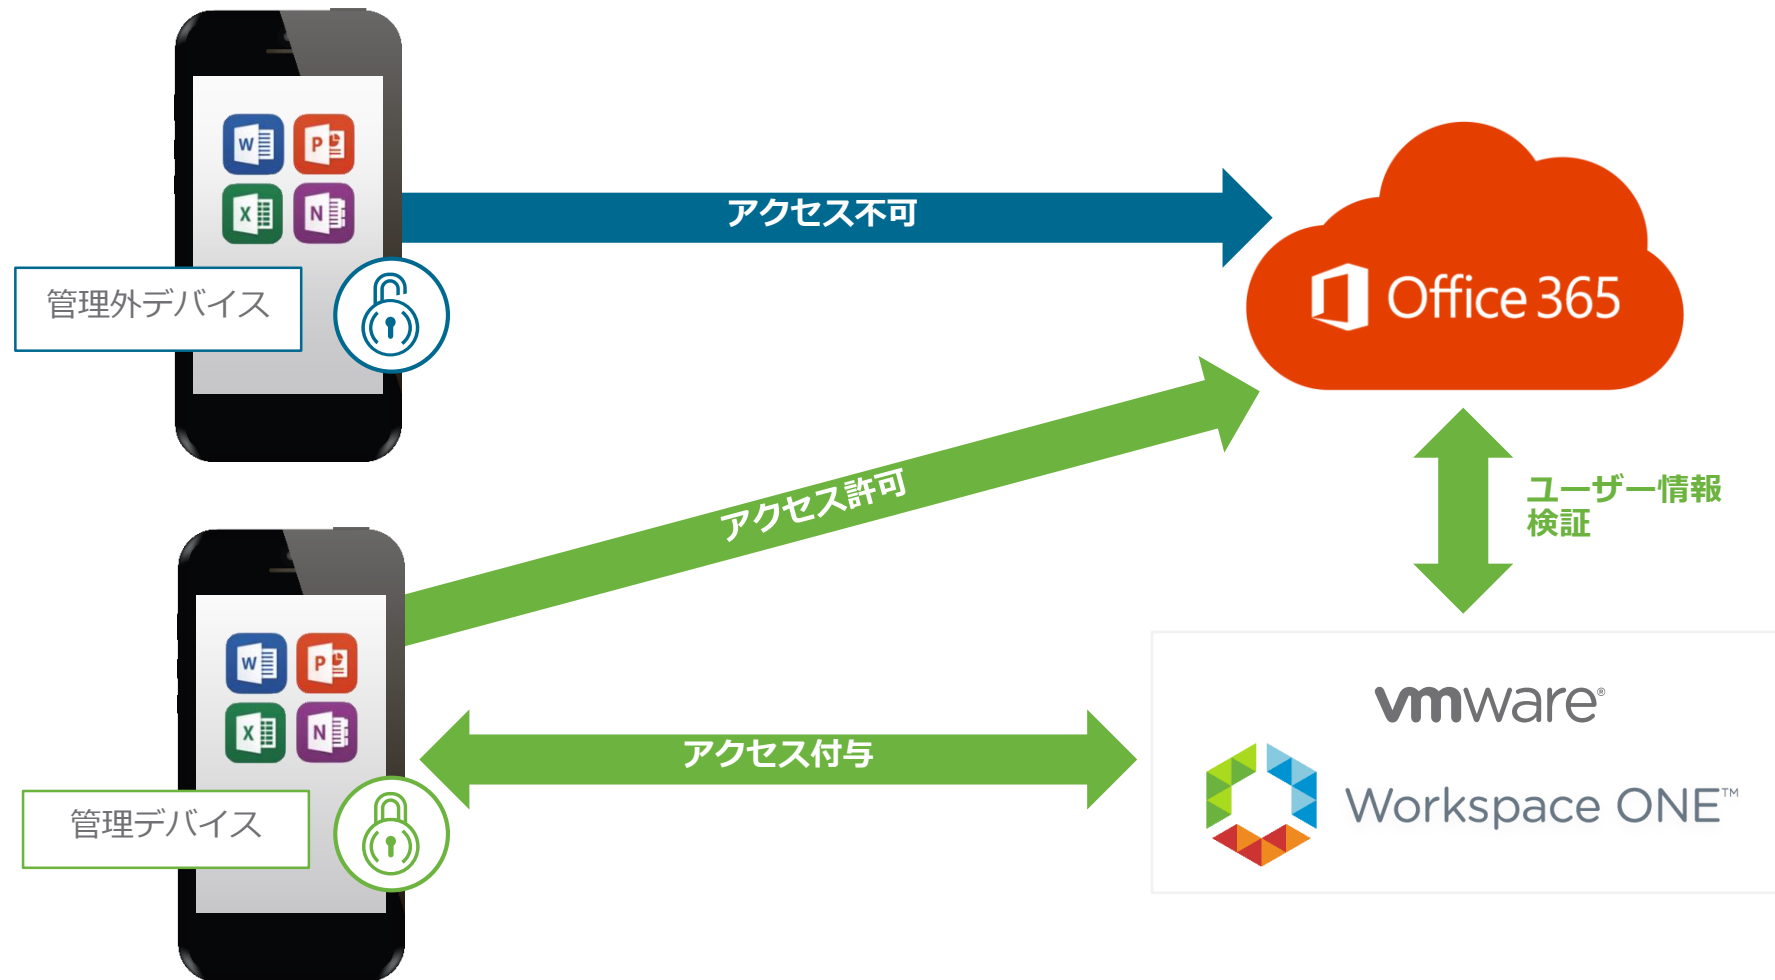 W
P
X
N
管理外デバイス
アクセス不可
Office 365
アクセス許可
ユーザー情報
検証
W
P
X
N
管理デバイス
アクセス付与
vmware®
Workspace ONE™